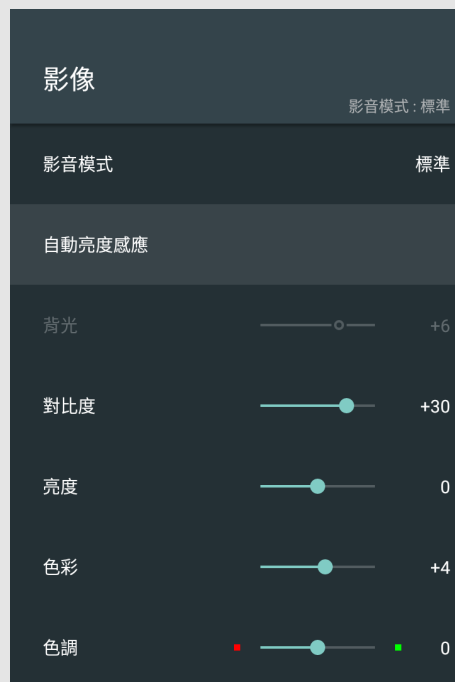 影像
影音模式 : 標準
影音模式 標準
自動亮度感應
背光 +6
對比度 +30
亮度 0
色彩 +4
色調 0